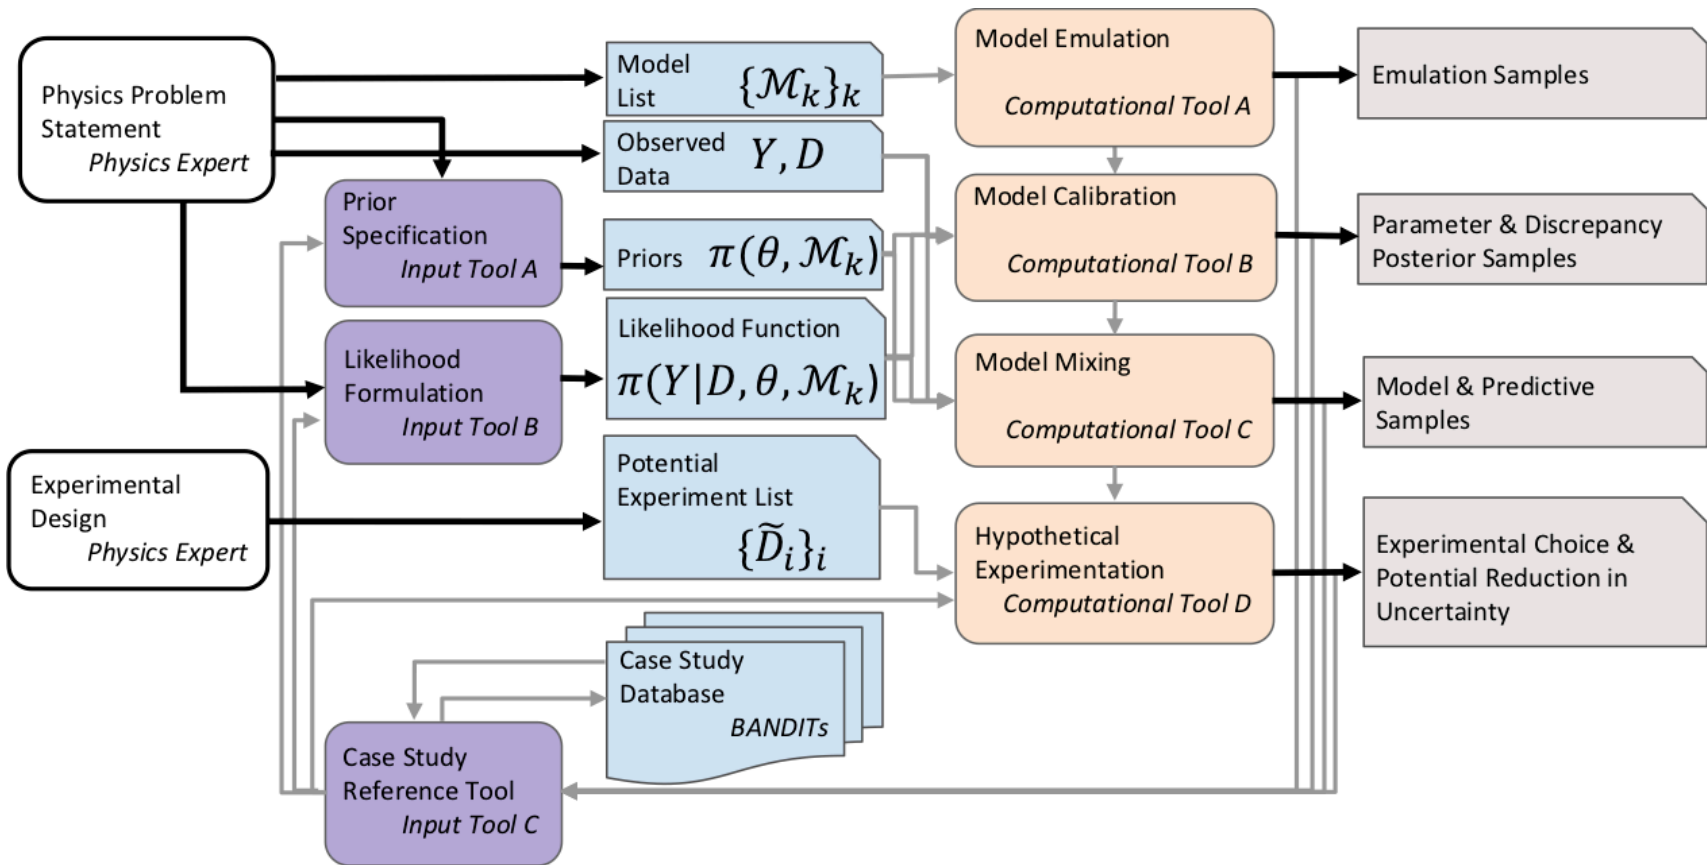 Physics Problem
Statement
Physics Expert
Experimental
Design
Physics Expert
Prior
Specification
Input Tool A
Likelihood
Formulation
Input Tool B
Case Study
Reference Tool
Input Tool C
Model
List
{ℳ_k}_k
Observed
Data
Y, D
Priors π(θ, ℳ_k)
Likelihood Function
π(Y|D, θ, ℳ_k)
Potential
Experiment List
{D̃_i}_i
Case Study
Database
BANDITs
Model Emulation
Computational Tool A
Model Calibration
Computational Tool B
Model Mixing
Computational Tool C
Hypothetical
Experimentation
Computational Tool D
Emulation Samples
Parameter & Discrepancy
Posterior Samples
Model & Predictive
Samples
Experimental Choice &
Potential Reduction in
Uncertainty